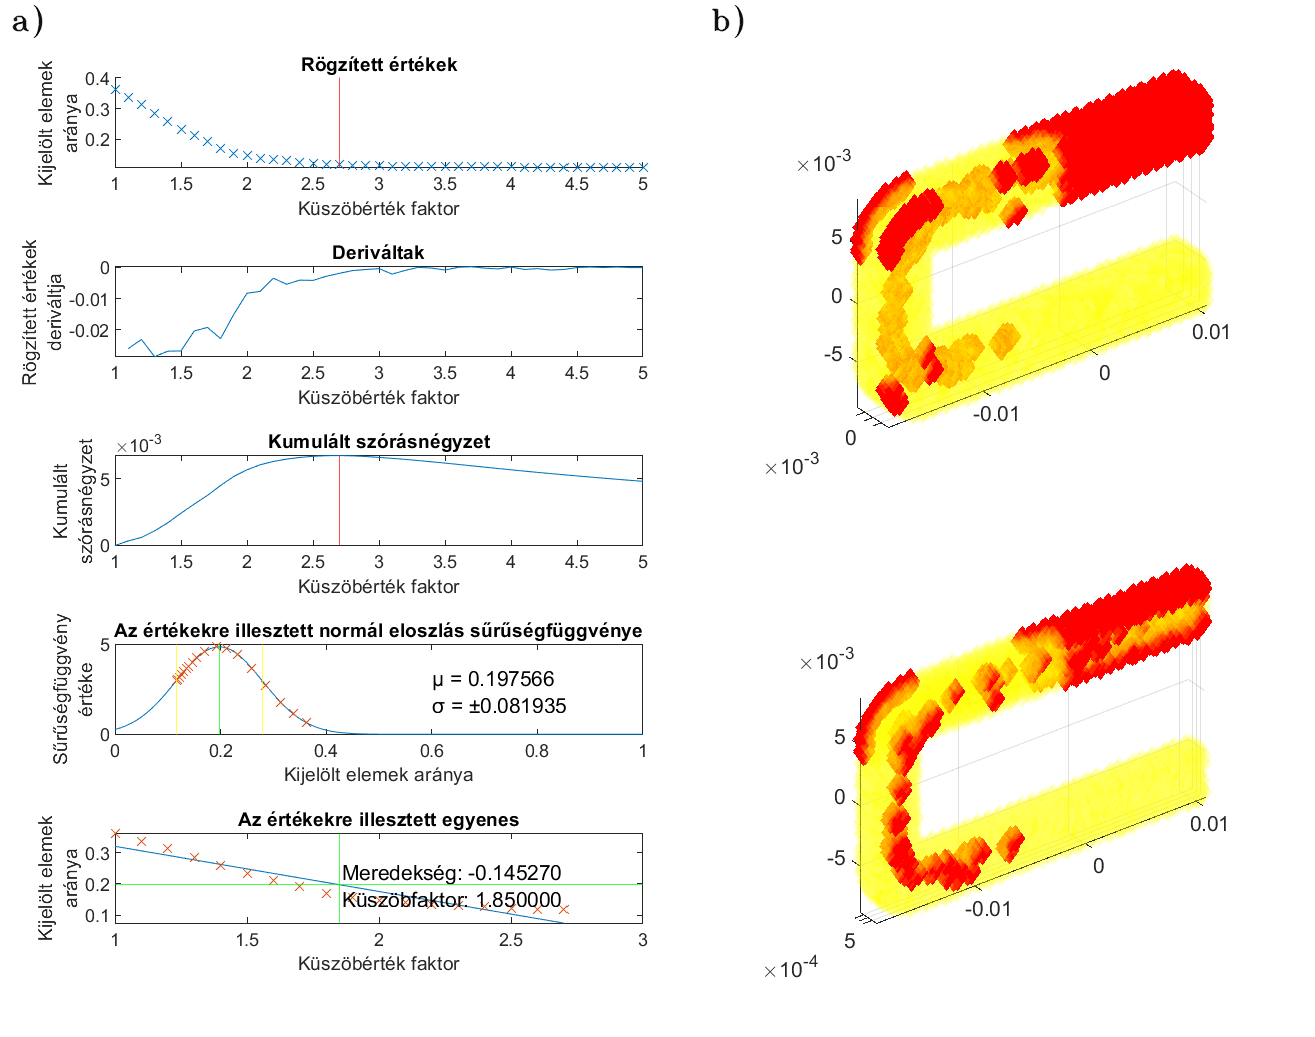 a)
Rögzített értékek
Kijelölt elemek
aránya
0.4
0.3
0.2
1 1.5 2 2.5 3 3.5 4 4.5 5
Küszöbérték faktor
Deriváltak
Rögzített értékek
deriváltja
0
-0.01
-0.02
1 1.5 2 2.5 3 3.5 4 4.5 5
Küszöbérték faktor
×10-3
Kumulált szórásnégyzet
Kumulált
szórásnégyzet
5
0
1 1.5 2 2.5 3 3.5 4 4.5 5
Küszöbérték faktor
Az értékekre illesztett normál eloszlás sűrűségfüggvénye
Sűrűségfüggvény
értéke
5
0
μ = 0.197566
σ = ±0.081935
0 0.2 0.4 0.6 0.8 1
Kijelölt elemek aránya
Az értékekre illesztett egyenes
Kijelölt elemek
aránya
0.3
0.2
0.1
Meredekség: -0.145270
Küszöbfaktor: 1.850000
1 1.5 2 2.5 3
Küszöbérték faktor
b)
×10-3
5
0
-5
0.01
0
-0.01
0
×10-3
×10-3
5
0
-5
0.01
0
-0.01
5
×10-4